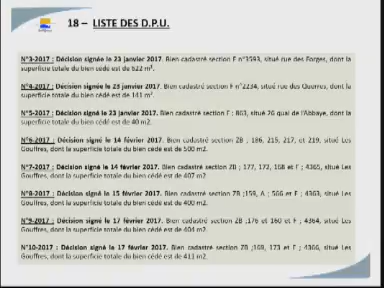 18 – LISTE DES D.P.U.
N°3-2017 : Décision signée le 23 janvier 2017. Bien cadastré section F n°3593, situé rue des Forges, dont la
superficie totale du bien cédé est de 622 m².
N°4-2017 : Décision signée le 23 janvier 2017. Bien cadastré section F n°2234, situé rue des Guerres, dont la
superficie totale du bien cédé est de 141 m².
N°5-2017 : Décision signé le 23 janvier 2017. Bien cadastré section F : 863, situé 26 quai de l'Abbaye, dont la
superficie totale du bien cédé est de 40 m2.
N°6-2017 : Décision signé le 14 février 2017. Bien cadastré section ZB , 186, 215, 217, et 219, situé Les
Gouffres, dont la superficie totale du bien cédé est de 500 m2.
N°7-2017 : Décision signé le 14 février 2017. Bien cadastré section ZB ; 177, 172, 168 et F ; 4365, situé Les
Gouffres, dont la superficie totale du bien cédé est de 407 m2.
N°8-2017 : Décision signé le 15 février 2017. Bien cadastré section ZB ;159, A ; 566 et F ; 4363, situé Les
Gouffres, dont la superficie totale du bien cédé est de 400 m2.
N°9-2017 : Décision signé le 17 février 2017. Bien cadastré section ZB ;176 et 160 et F ; 4364, situé Les
Gouffres, dont la superficie totale du bien cédé est de 404 m2.
N°10-2017 : Décision signé le 17 février 2017. Bien cadastré section ZB ;168, 173 et F ; 4366, situé Les
Gouffres, dont la superficie totale du bien cédé est de 411 m2.